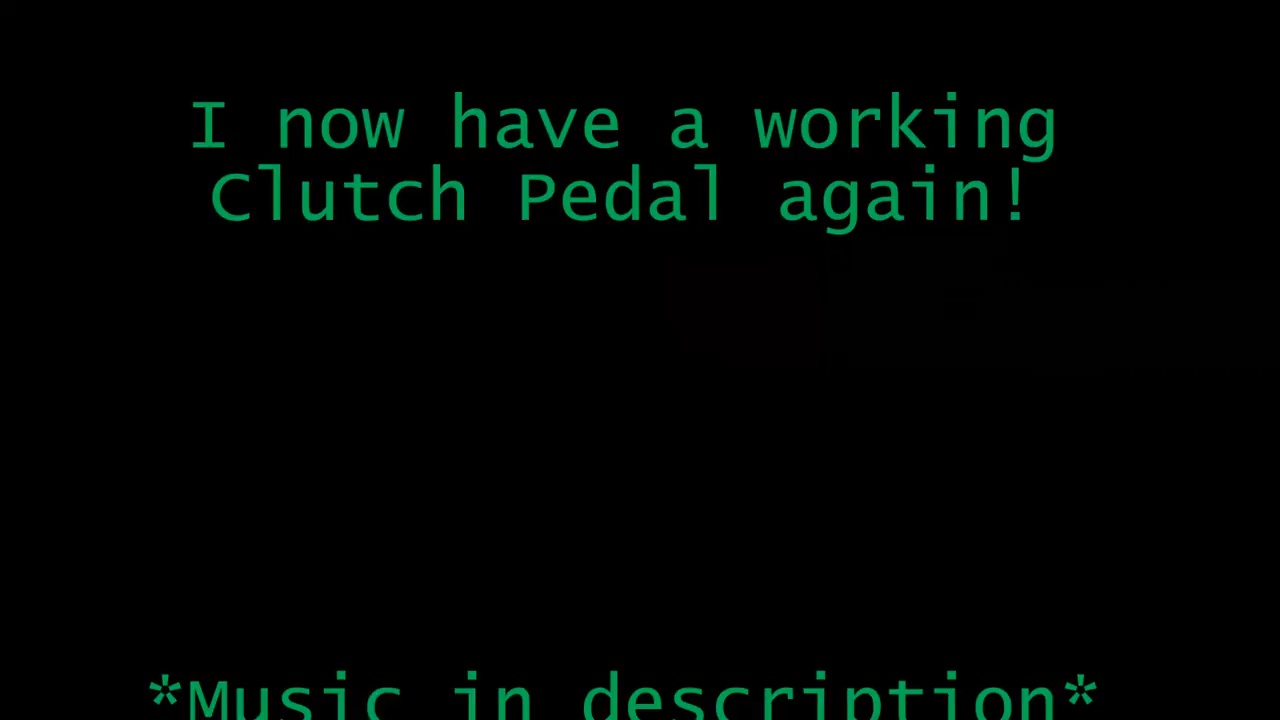 I now have a working
Clutch Pedal again!
*Music in description*